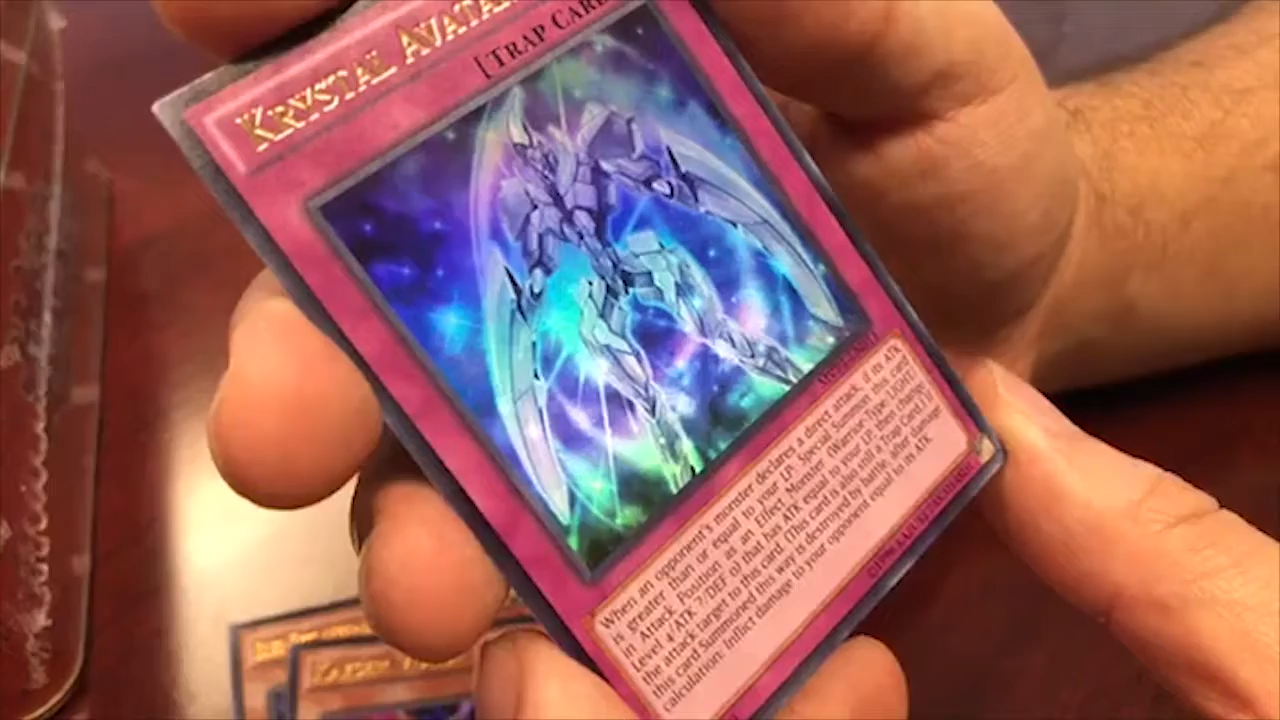 KRYSTAL AVATAR
[TRAP CARD
When an opponent's monster declares a direct attack, if its ATK
is greater than or equal to your LP: Special Summon this card
in Attack Position as an Effect Monster (Warrior-Type/LIGHT/
Level 4/ATK ?/DEF 0) that has ATK equal to your LP, then change
the attack target to this card. (This card is also still a Trap Card.) If
this card Summoned this way is destroyed by battle, after damage
calculation: Inflict damage to your opponent equal to its ATK
©1996 KAZUKI TAKAHASHI